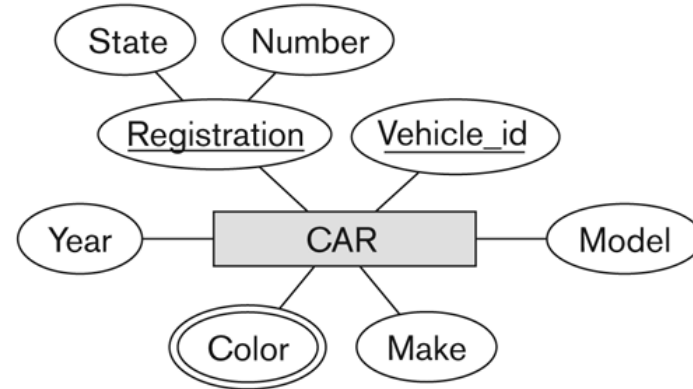 State
Number
Registration
Vehicle_id
Year
CAR
Model
Color
Make